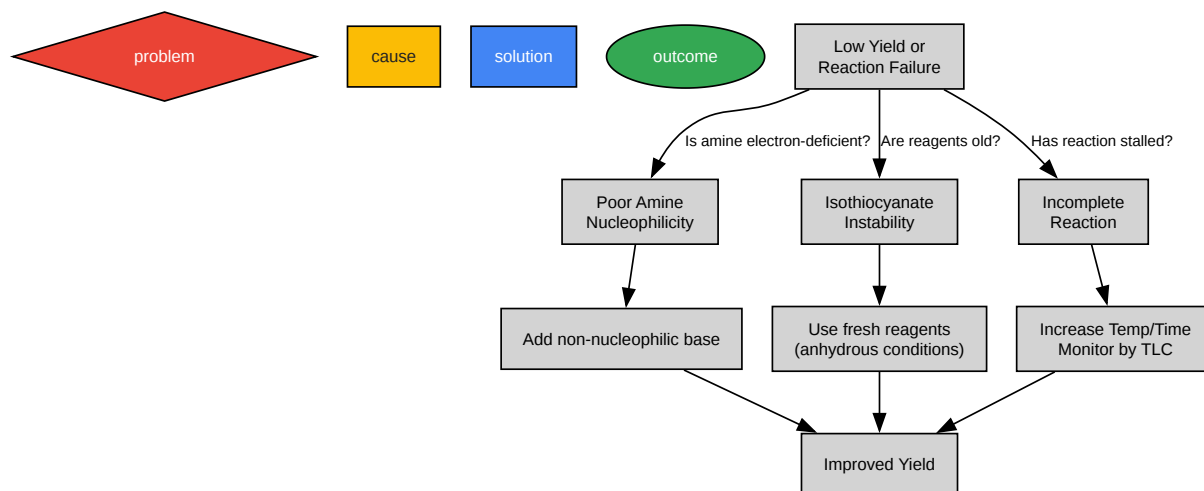 problem
cause
solution
outcome
Low Yield or
Reaction Failure
Is amine electron-deficient?
Are reagents old?
Has reaction stalled?
Poor Amine
Nucleophilicity
Isothiocyanate
Instability
Incomplete
Reaction
Add non-nucleophilic base
Use fresh reagents
(anhydrous conditions)
Increase Temp/Time
Monitor by TLC
Improved Yield